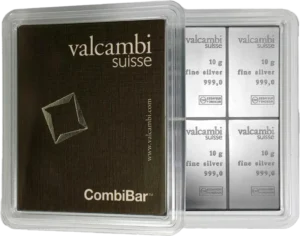 valcambi
suisse
www.valcambi.com
CombiBar™
valcambi
suisse
10 g
fine silver
999,0
valcambi
suisse
10 g
fine silver
999,0
valcambi
suisse
10 g
fine silver
999,0
valcambi
suisse
10 g
fine silver
999,0